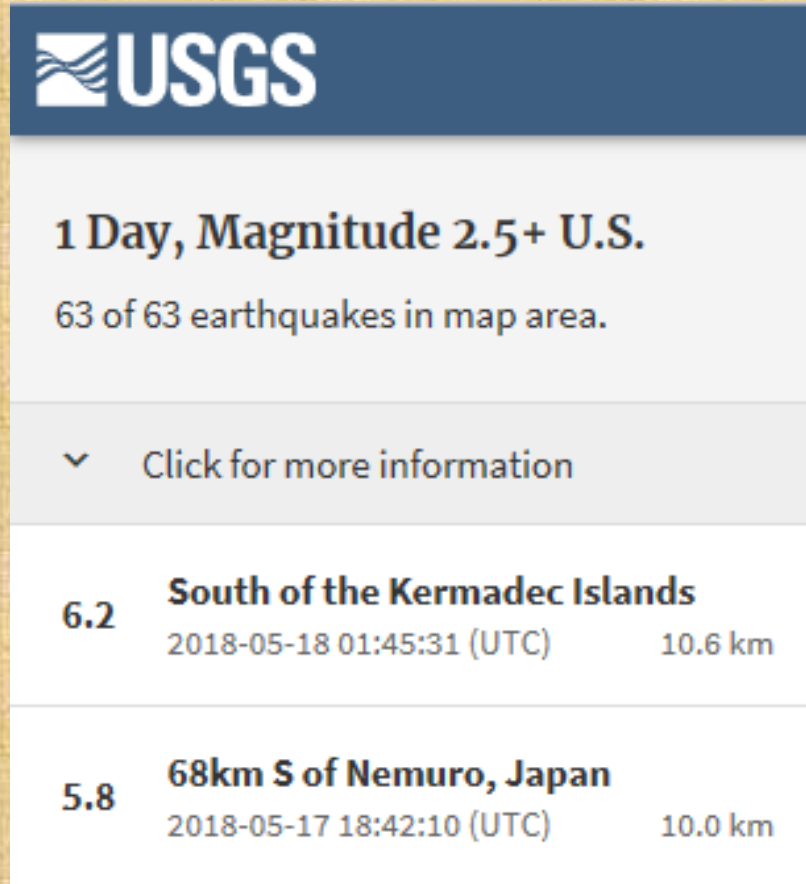 USGS
1 Day, Magnitude 2.5+ U.S.
63 of 63 earthquakes in map area.
Click for more information
6.2
South of the Kermadec Islands
2018-05-18 01:45:31 (UTC) 10.6 km
5.8
68km S of Nemuro, Japan
2018-05-17 18:42:10 (UTC) 10.0 km